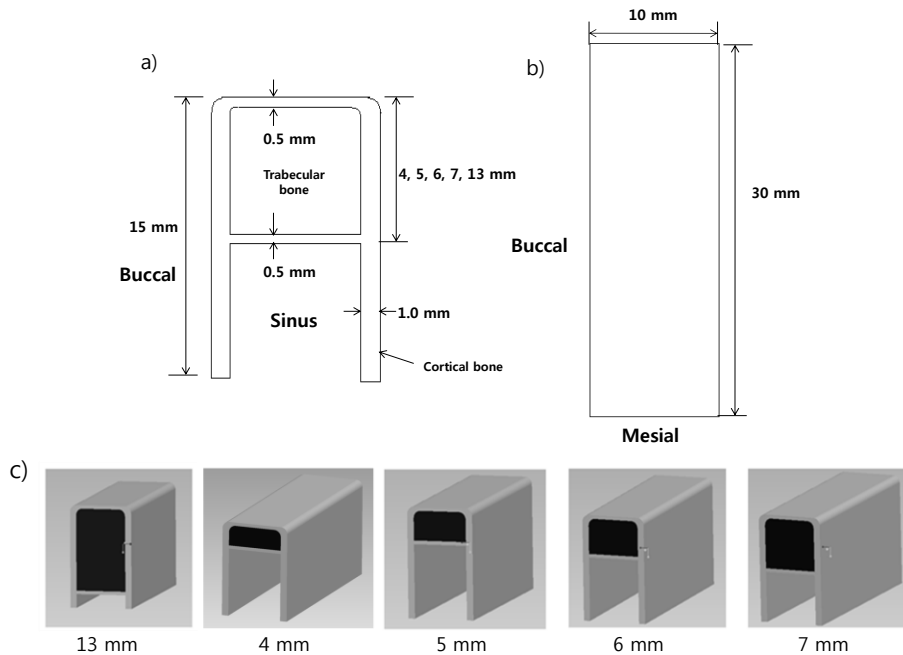 a)
0.5 mm
Trabecular
bone
4, 5, 6, 7, 13 mm
15 mm
Buccal
0.5 mm
Sinus
1.0 mm
Cortical bone
b)
10 mm
30 mm
Buccal
Mesial
c)
13 mm
4 mm
5 mm
6 mm
7 mm